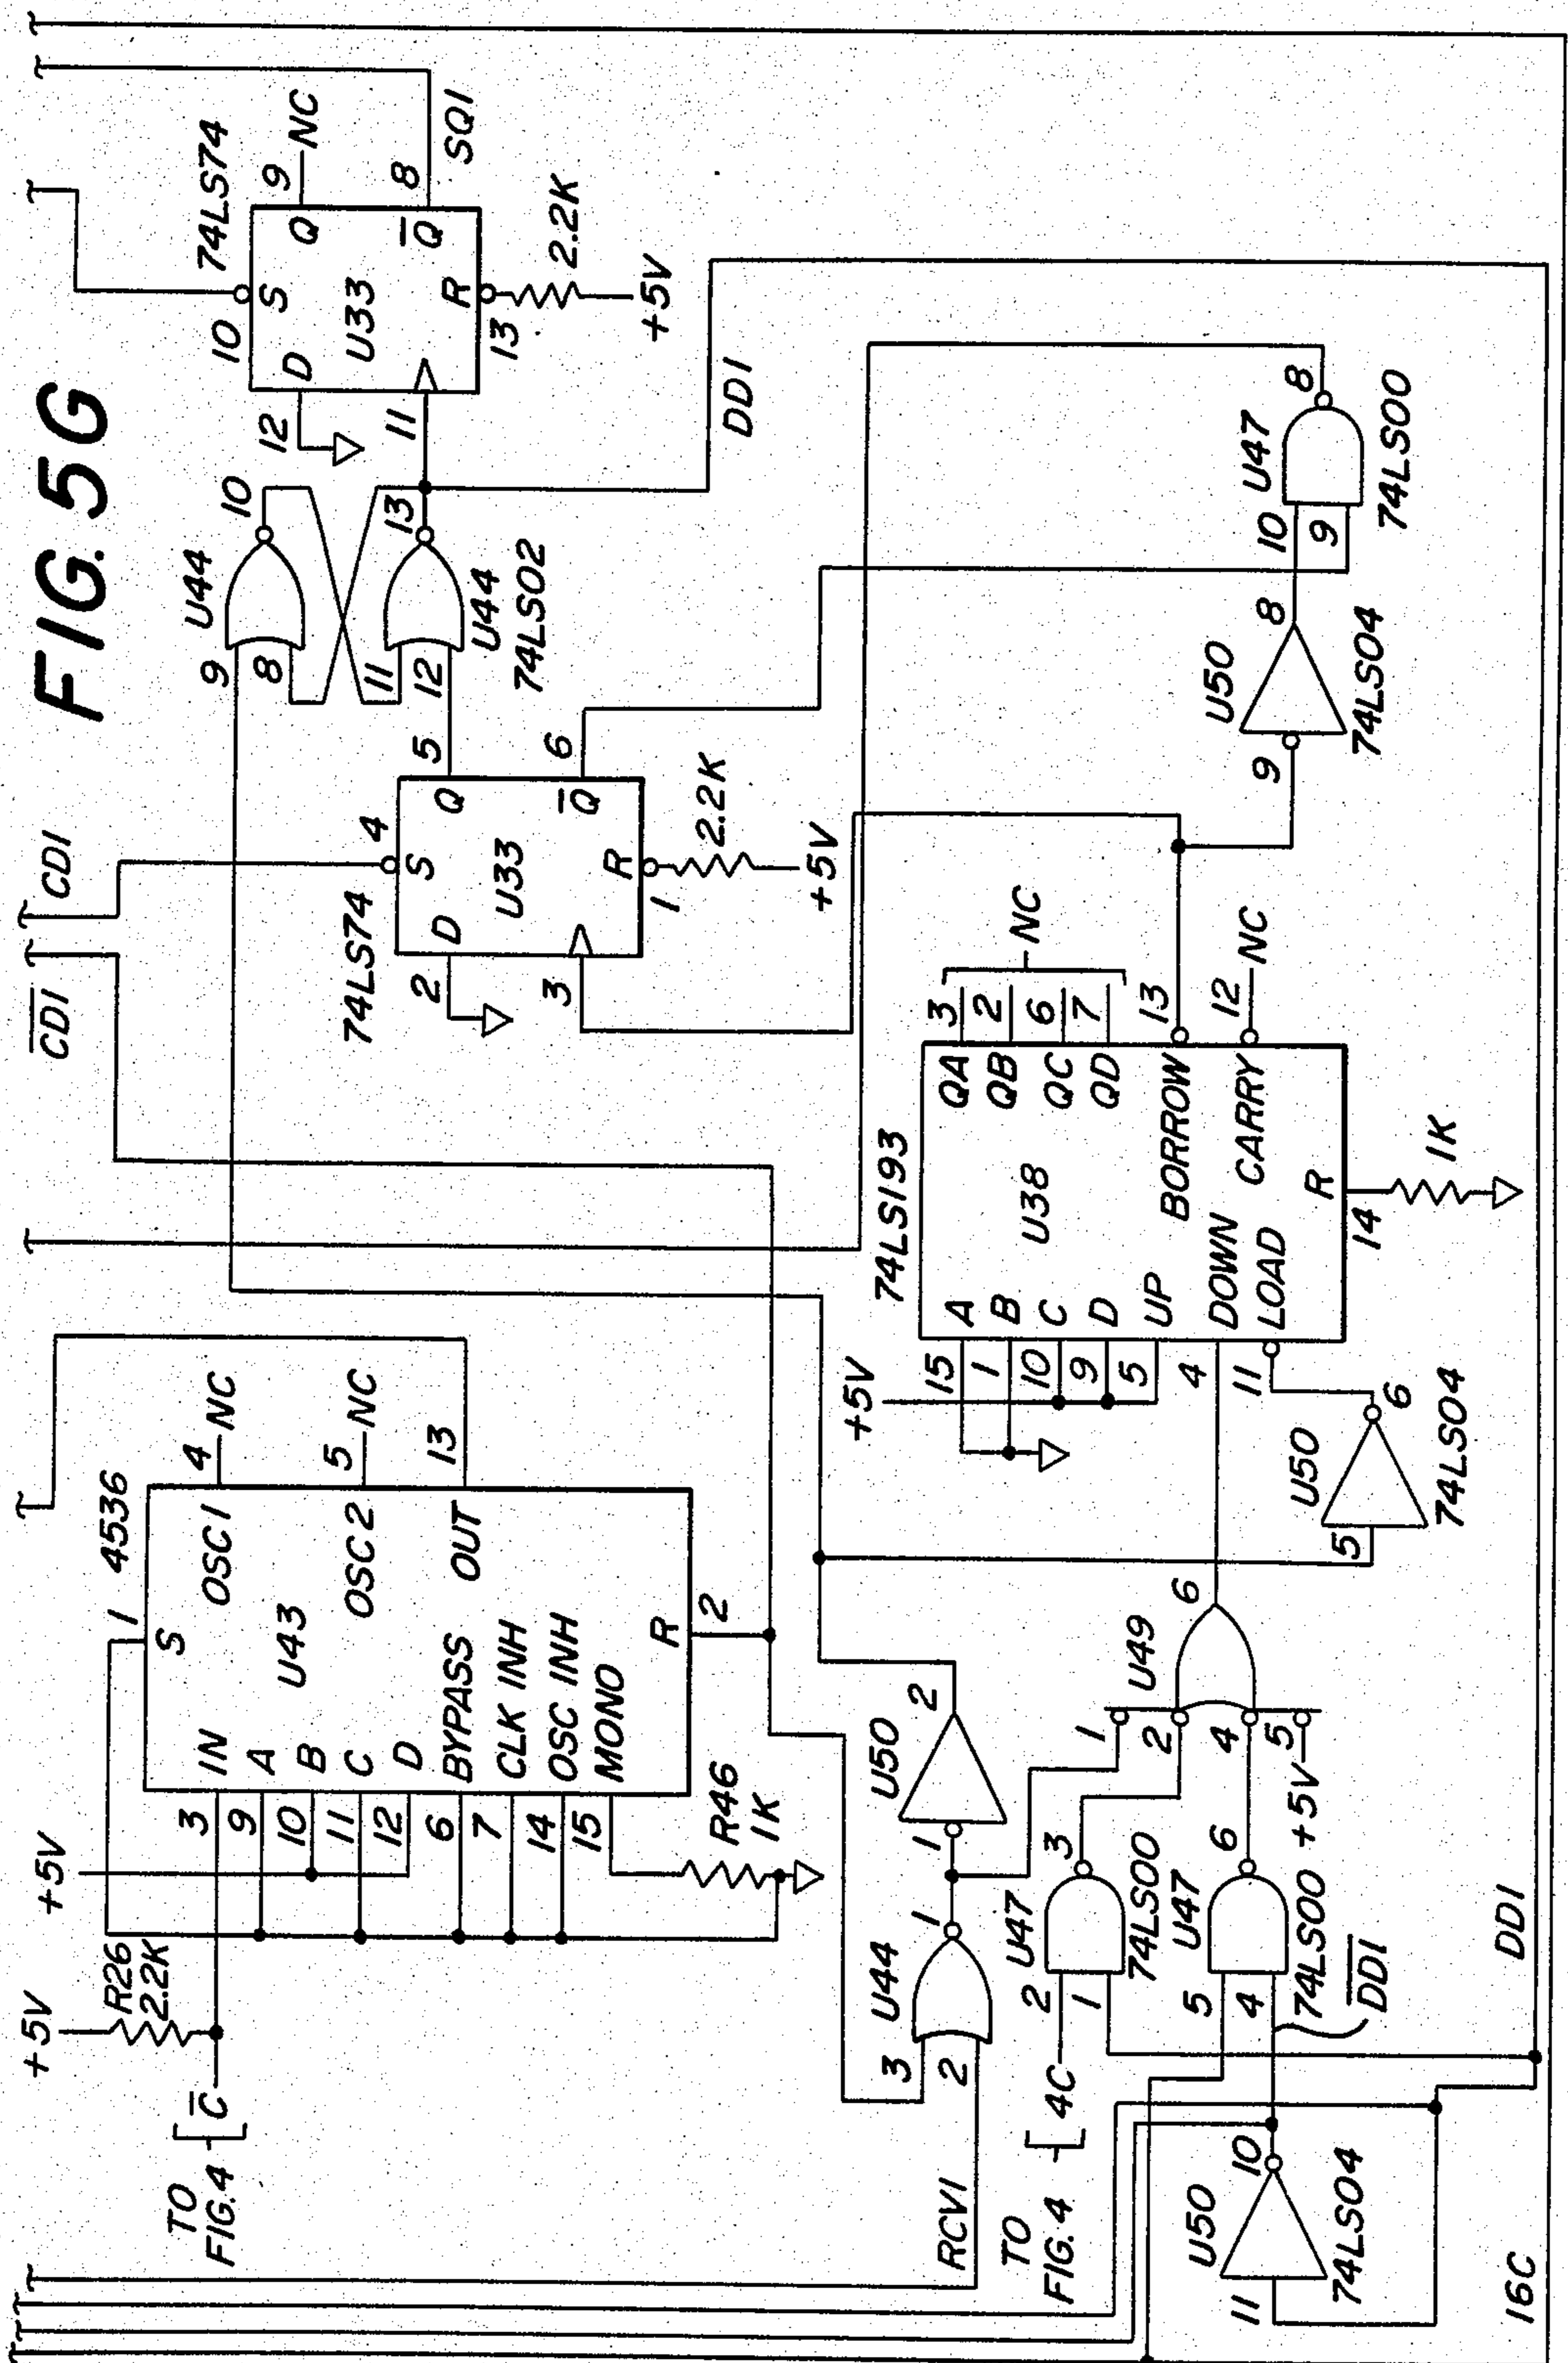 FIG. 5G
CDI
CDI
74LS74
10
S
9
NC
Q
8
Q
SQI
12
D
U33
11
R
13
2.2K
+5V
U44
9
8
10
11
12
13
U44
74LS02
DDI
74LS74
4
S
5
Q
6
Q
2
D
U33
3
R
1
2.2K
+5V
4536
1
S
OSC1
4
NC
OSC2
5
NC
OUT
13
U43
3
IN
9
A
10
B
11
C
12
D
6
BYPASS
7
CLK INH
14
OSC INH
15
MONO
R
2
+5V
+5V
R26
2.2K
TO
FIG. 4
C
R46
1K
74LS193
U38
15
A
1
B
10
C
9
D
5
UP
4
DOWN
11
LOAD
QA
3
QB
2
QC
6
QD
7
NC
BORROW
13
CARRY
12
NC
R
14
1K
+5V
U50
9
8
74LS04
U47
10
9
8
74LS00
U44
3
2
1
RCVI
U50
1
2
U47
2
1
3
74LS00
TO
FIG. 4
4C
U47
5
4
6
74LS00
DDI
+5V
U49
1
2
4
5
6
U50
5
6
74LS04
U50
11
10
74LS04
DDI
16C